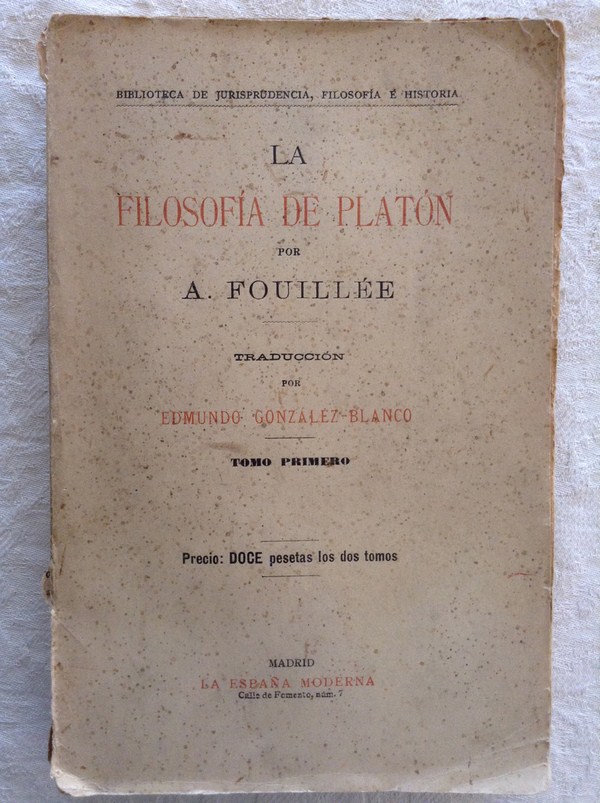 BIBLIOTECA DE JURISPRUDENCIA, FILOSOFÍA É HISTORIA
LA
FILOSOFÍA DE PLATÓN
POR
A. FOUILLÉE
TRADUCCIÓN
POR
EDMUNDO GONZALÉZ-BLANCO
TOMO PRIMERO
Precio: DOCE pesetas los dos tomos
MADRID
LA ESPAÑA MODERNA
Calle de Fomento, núm. 7